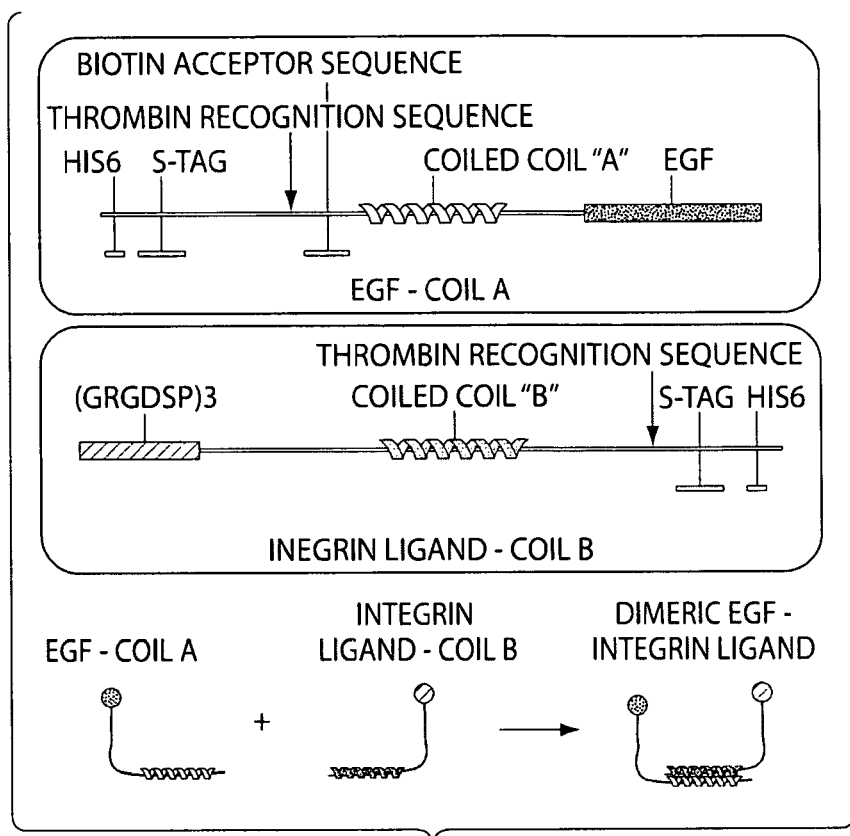 BIOTIN ACCEPTOR SEQUENCE
THROMBIN RECOGNITION SEQUENCE
HIS6 S-TAG COILED COIL "A" EGF
EGF - COIL A
THROMBIN RECOGNITION SEQUENCE
(GRGDSP)3 COILED COIL "B" S-TAG HIS6
INEGRIN LIGAND - COIL B
EGF - COIL A
+
INTEGRIN
LIGAND - COIL B
DIMERIC EGF -
INTEGRIN LIGAND